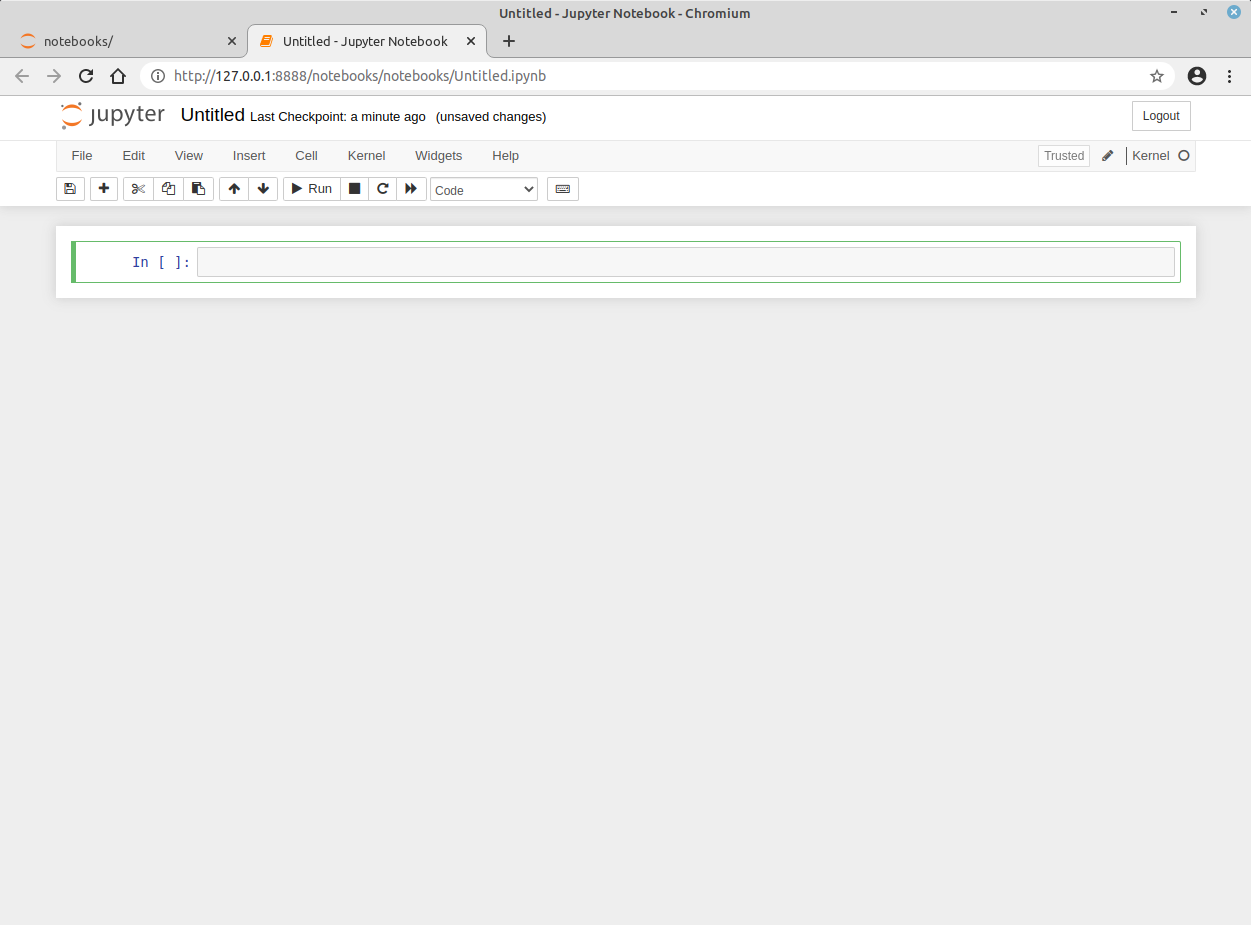 Untitled - Jupyter Notebook - Chromium
notebooks/
Untitled - Jupyter Notebook
http://127.0.0.1:8888/notebooks/notebooks/Untitled.ipynb
jupyter Untitled Last Checkpoint: a minute ago (unsaved changes) Logout
File Edit View Insert Cell Kernel Widgets Help Trusted Kernel
Run Code
In [ ]: